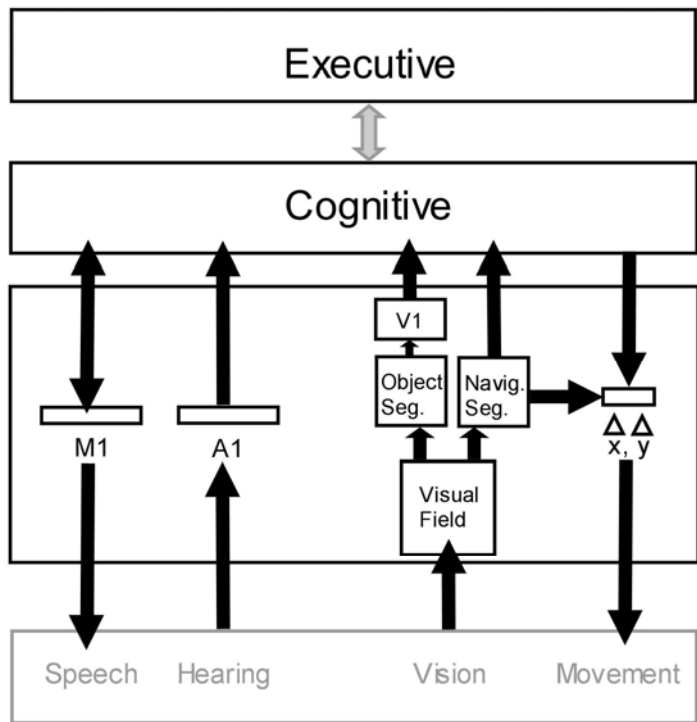 Executive
Cognitive
V1
Object
Seg.
Navig.
Seg.
M1
A1
Δ Δ
x, y
Visual
Field
Speech
Hearing
Vision
Movement